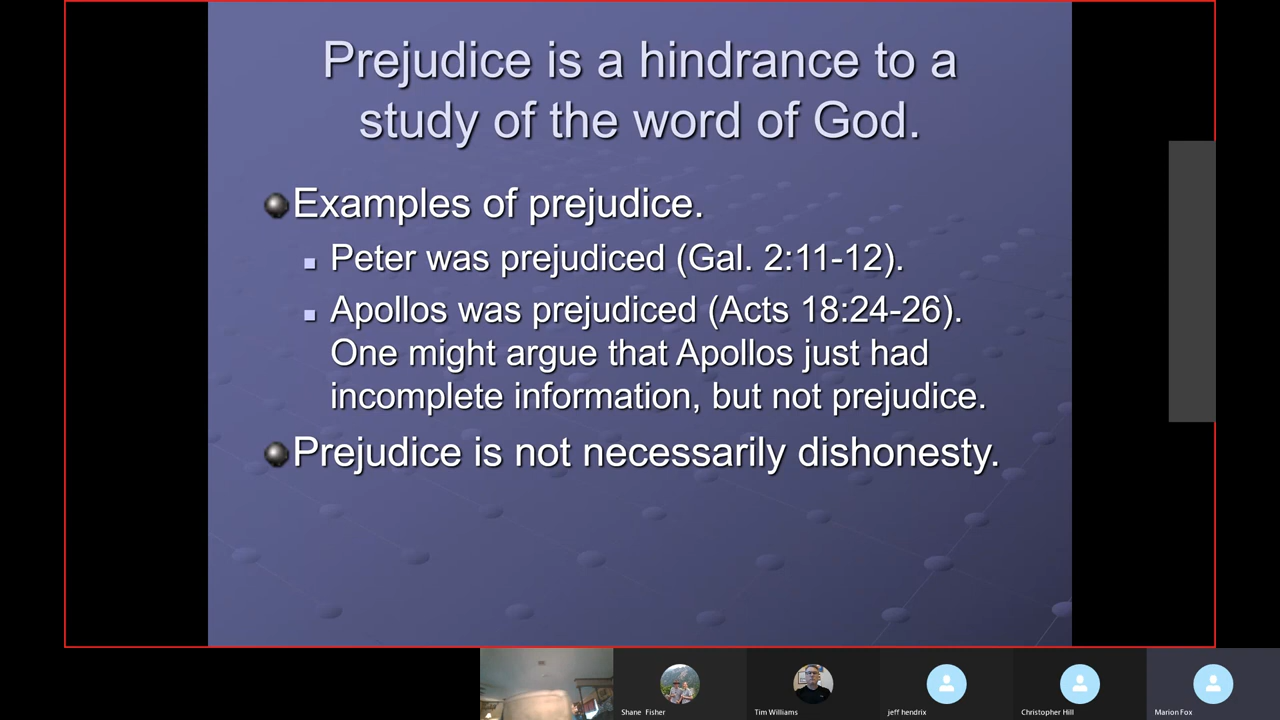 Prejudice is a hindrance to a
study of the word of God.
Examples of prejudice.
Peter was prejudiced (Gal. 2:11-12).
Apollos was prejudiced (Acts 18:24-26).
One might argue that Apollos just had
incomplete information, but not prejudice.
Prejudice is not necessarily dishonesty.
Shane Fisher
Tim Williams
jeff hendrix
Christopher Hill
Marion Fox